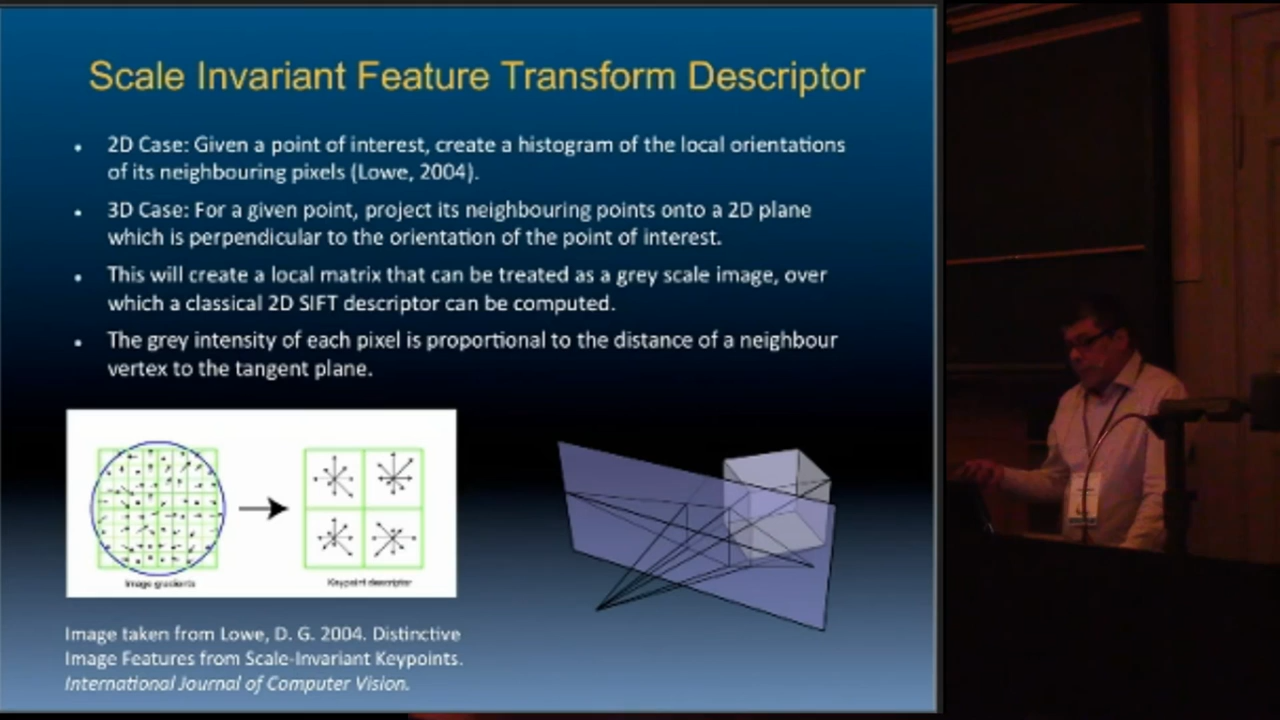 Scale Invariant Feature Transform Descriptor
2D Case: Given a point of interest, create a histogram of the local orientations
of its neighbouring pixels (Lowe, 2004).
3D Case: For a given point, project its neighbouring points onto a 2D plane
which is perpendicular to the orientation of the point of interest.
This will create a local matrix that can be treated as a grey scale image, over
which a classical 2D SIFT descriptor can be computed.
The grey intensity of each pixel is proportional to the distance of a neighbour
vertex to the tangent plane.
Image gradients
Keypoint descriptor
Image taken from Lowe, D. G. 2004. Distinctive
Image Features from Scale-Invariant Keypoints.
International Journal of Computer Vision.